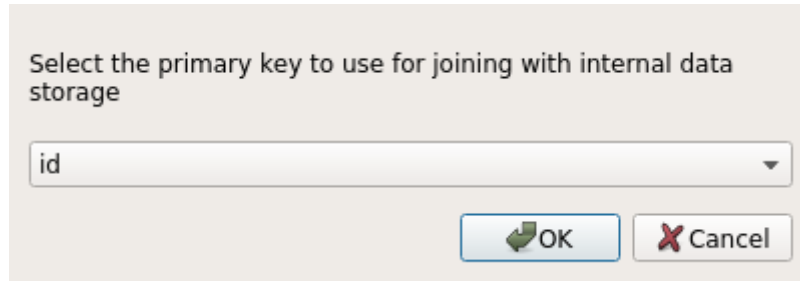 Select the primary key to use for joining with internal data
storage
id
OK
Cancel